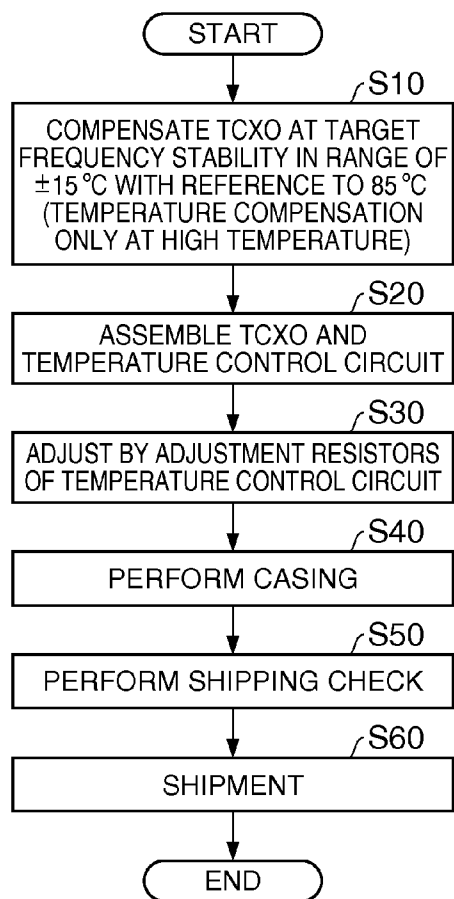 START
S10
COMPENSATE TCXO AT TARGET
FREQUENCY STABILITY IN RANGE OF
±15°C WITH REFERENCE TO 85°C
(TEMPERATURE COMPENSATION
ONLY AT HIGH TEMPERATURE)
S20
ASSEMBLE TCXO AND
TEMPERATURE CONTROL CIRCUIT
S30
ADJUST BY ADJUSTMENT RESISTORS
OF TEMPERATURE CONTROL CIRCUIT
S40
PERFORM CASING
S50
PERFORM SHIPPING CHECK
S60
SHIPMENT
END